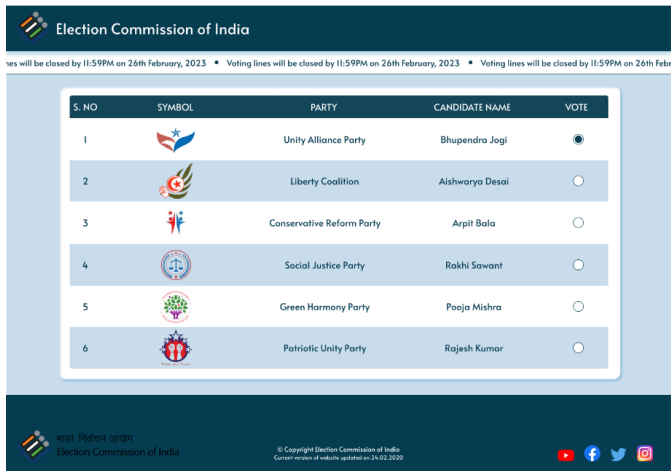 Election Commission of India
will be closed by 11:59PM on 26th February, 2023 • Voting lines will be closed by 11:59PM on 26th February, 2023 • Voting lines will be closed by 11:59PM on 26th
S. NO SYMBOL PARTY CANDIDATE NAME VOTE
1 Unity Alliance Party Bhupendra Jogi
2 Liberty Coalition Aishwarya Desai
3 Conservative Reform Party Arpit Bala
4 Social Justice Party Rakhi Sawant
5 Green Harmony Party Pooja Mishra
6 Patriotic Unity Party Rajesh Kumar
भारत निर्वाचन आयोग
Election Commission of India
© Copyright Election Commission of India
Current version of website updated on 24.02.2020